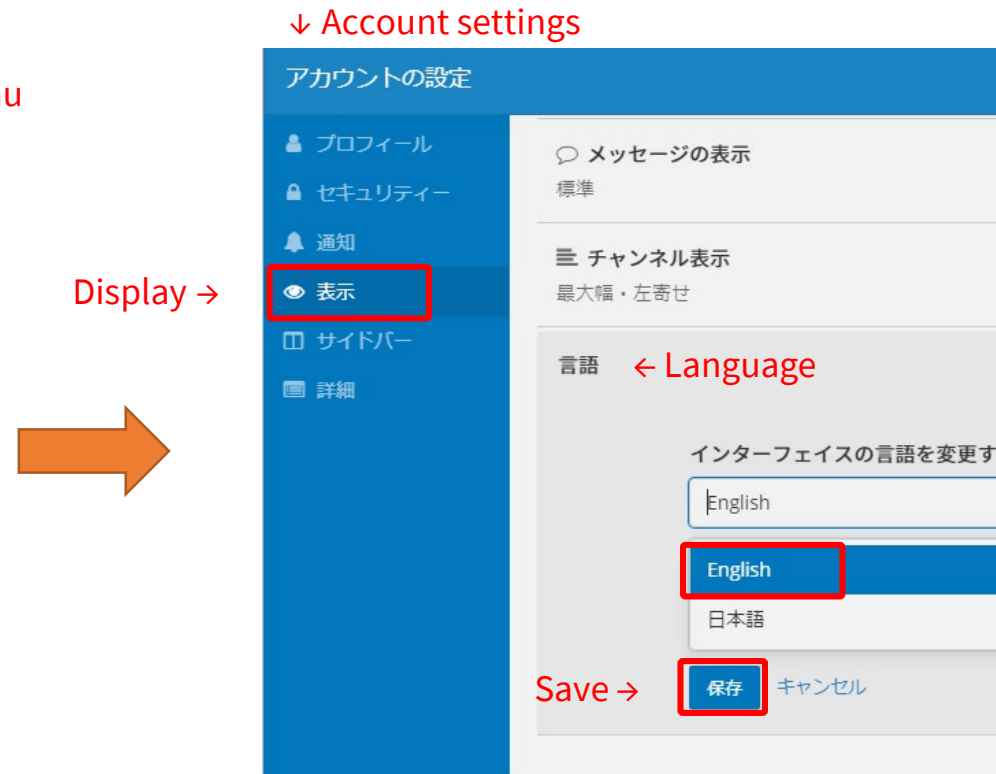 ↓ Account settings
アカウントの設定
プロフィール
セキュリティー
通知
Display →
表示
サイドバー
詳細
メッセージの表示
標準
チャンネル表示
最大幅・左寄せ
言語
← Language
インターフェイスの言語を変更す
English
English
日本語
Save →
保存
キャンセル